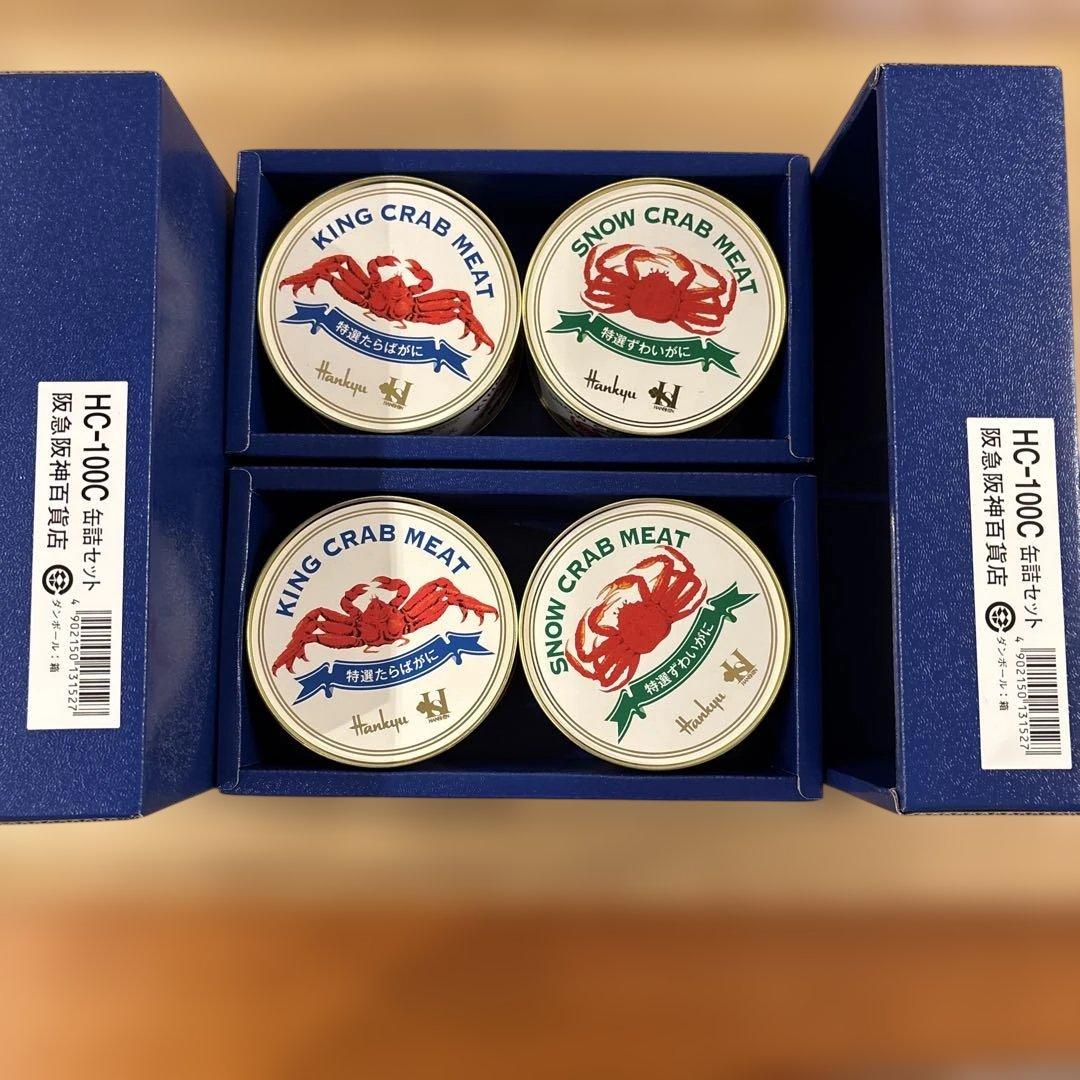 KING CRAB MEAT
特選たらばがに
Hankyu
HANSHIN
SNOW CRAB MEAT
特選ずわいがに
Hankyu
HANSHIN
KING CRAB MEAT
特選たらばがに
Hankyu
HANSHIN
SNOW CRAB MEAT
特選ずわいがに
Hankyu
HANSHIN
HC-100C 缶詰セット
阪急阪神百貨店
ダンボール：箱
4 902150 131527
HC-100C 缶詰セット
阪急阪神百貨店
ダンボール：箱
4 902150 131527